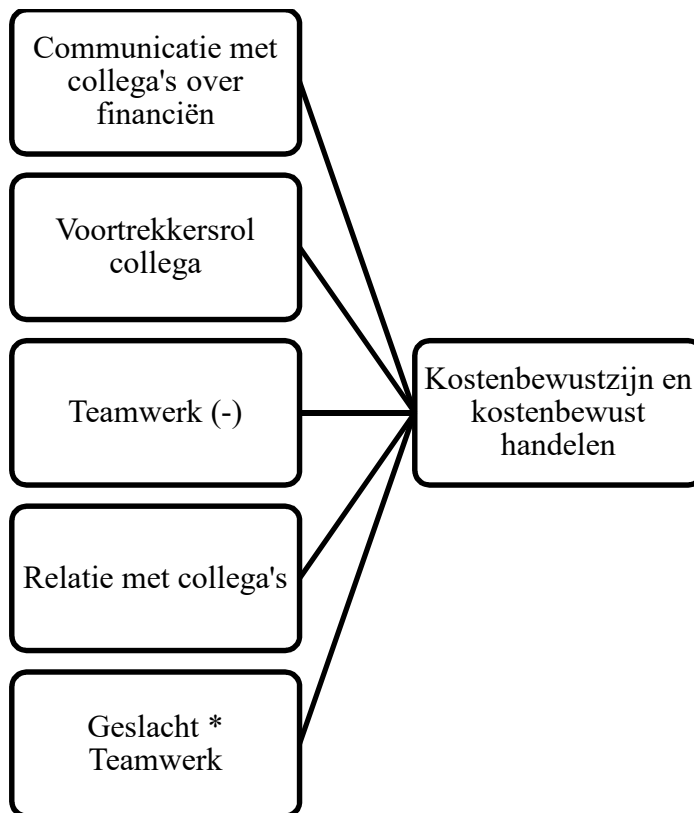 Communicatie met
collega's over
financiën
Voortrekkersrol
collega
Teamwerk (-)
Relatie met collega's
Geslacht *
Teamwerk
Kostenbewustzijn en
kostenbewust
handelen